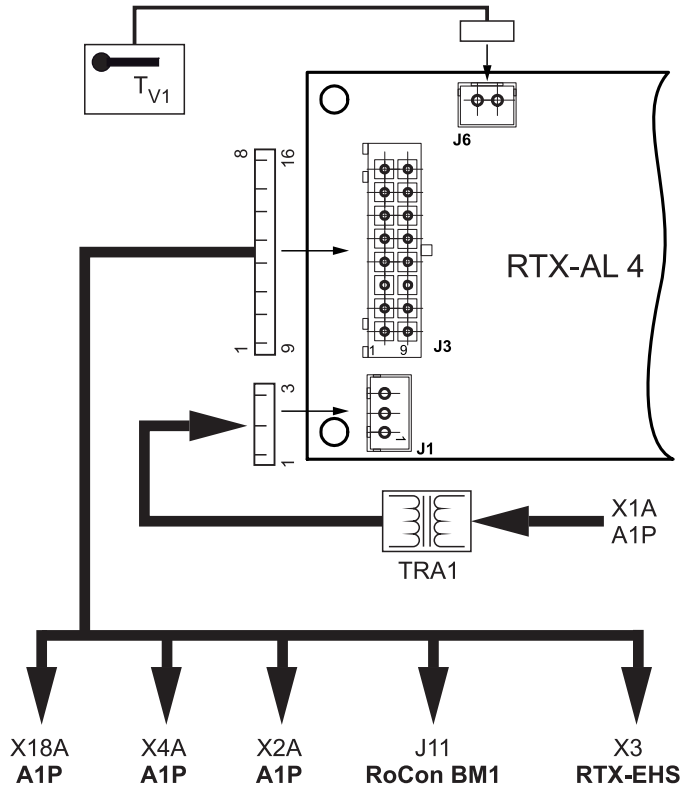 T V1
J6
8 16
RTX-AL 4
1 9
1 9
J3
3
1
1
J1
X1A
A1P
TRA1
X18A X4A X2A J11 X3
A1P A1P A1P RoCon BM1 RTX-EHS